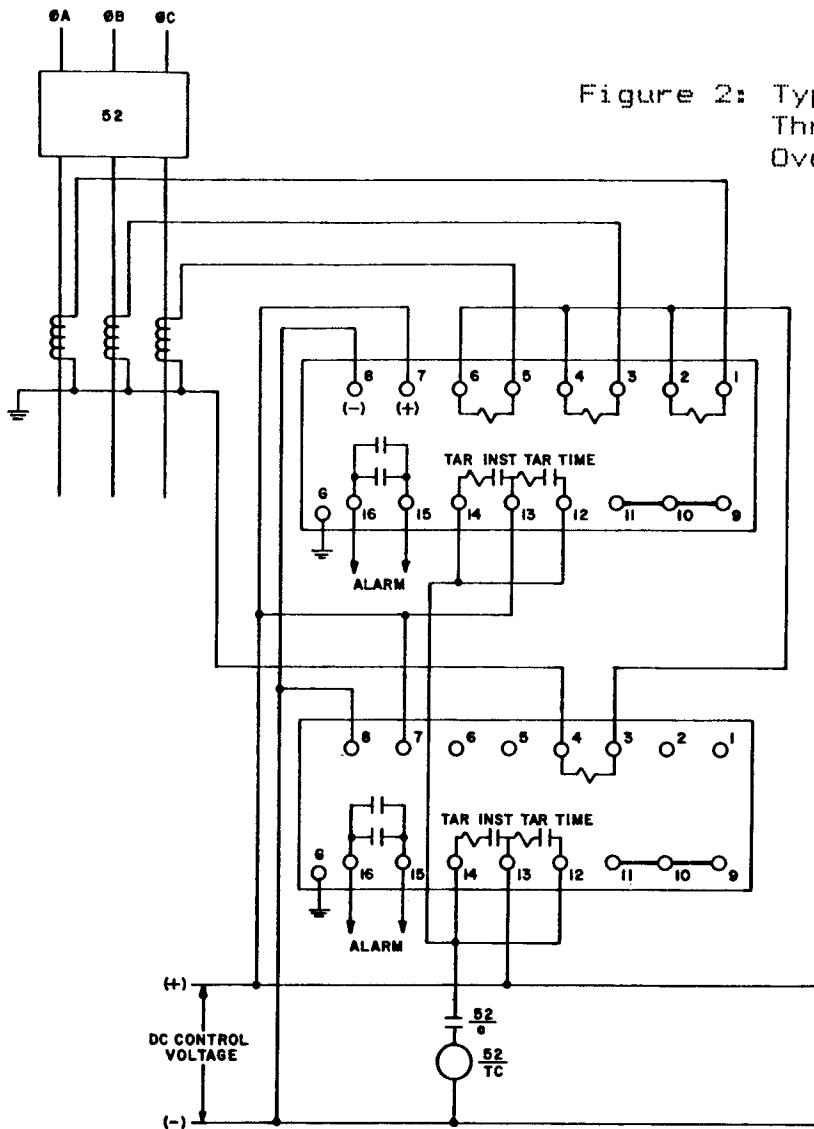 ØA ØB ØC
52
Figure 2: Typ
Thr
Ove
8 7 6 5 4 3 2 1
(-) (+)
TAR INST TAR TIME
G 16 15 14 13 12 11 10 9
ALARM
8 7 6 5 4 3 2 1
TAR INST TAR TIME
G 16 15 14 13 12 11 10 9
ALARM
(+)
DC CONTROL
VOLTAGE
(-)
52
a
52
TC